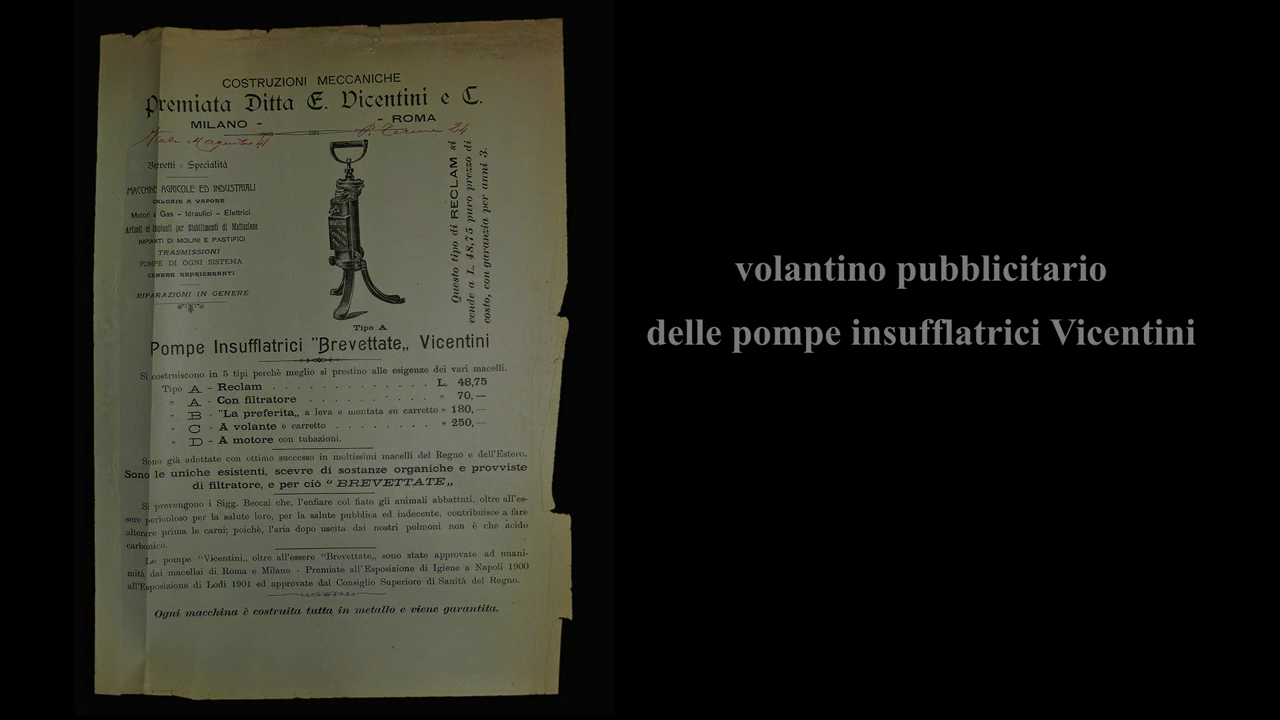 COSTRUZIONI MECCANICHE
Premiata Ditta E. Vicentini e C.
MILANO - - ROMA
Viale Magenta 41
24
Brevetti - Specialità
MACCHINE AGRICOLE ED INDUSTRIALI
CALDAIE A VAPORE
Motori a Gas - Idraulici - Elettrici
Articoli ed Impianti per Stabilimenti di Mattazione
IMPIANTI DI MOLINI E PASTIFICI
TRASMISSIONI
POMPE DI OGNI SISTEMA
CAMERE REFRIGERANTI
RIPARAZIONI IN GENERE
Questo tipo di RECLAM si
vende a L. 48,75 puro prezzo di
costo, con garanzia per anni 3.
Tipo A
Pompe Insufflatrici "Brevettate„ Vicentini
Si costruiscono in 5 tipi perchè meglio si prestino alle esigenze dei vari macelli.
Tipo A - Reclam . . . . . . . . . . . . . L. 48,75
" A - Con filtratore . . . . . . . . . . " 70,—
" B - "La preferita„ a leva e montata su carretto " 180,—
" C - A volante e carretto . . . . . . . . " 250,—
" D - A motore con tubazioni.
Sono già adottate con ottimo successo in moltissimi macelli del Regno e dell'Estero.
Sono le uniche esistenti, scevre di sostanze organiche e provviste
di filtratore, e per ciò " BREVETTATE„
Si prevengono i Sigg. Beccai che, l'enfiare col fiato gli animali abbattuti, oltre all'es-
sere pericoloso per la salute loro, per la salute pubblica ed indecente, contribuisce a fare
alterare prima le carni; poichè, l'aria dopo uscita dai nostri polmoni non è che acido
carbonico.
Le pompe "Vicentini„ oltre all'essere "Brevettate„ sono state approvate ad unani-
mità dai macellai di Roma e Milano - Premiate all'Esposizione di Igiene a Napoli 1900
all'Esposizione di Lodi 1901 ed approvate dal Consiglio Superiore di Sanità del Regno.
Ogni macchina è costruita tutta in metallo e viene garantita.
volantino pubblicitario
delle pompe insufflatrici Vicentini